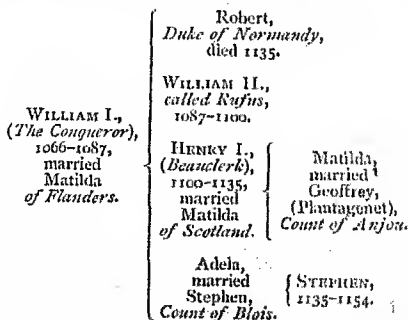 Robert,
Duke of Normandy,
died 1135.
WILLIAM II.,
called Rufus,
1087-1100.
WILLIAM I.,
(The Conqueror),
1066-1087,
married
Matilda
of Flanders.
HENRY I.,
(Beauclerk),
1100-1135,
married
Matilda
of Scotland.
Matilda,
married
Geoffrey,
(Plantagenet),
Count of Anjou.
Adela,
married
Stephen,
Count of Blois.
STEPHEN,
1135-1154.